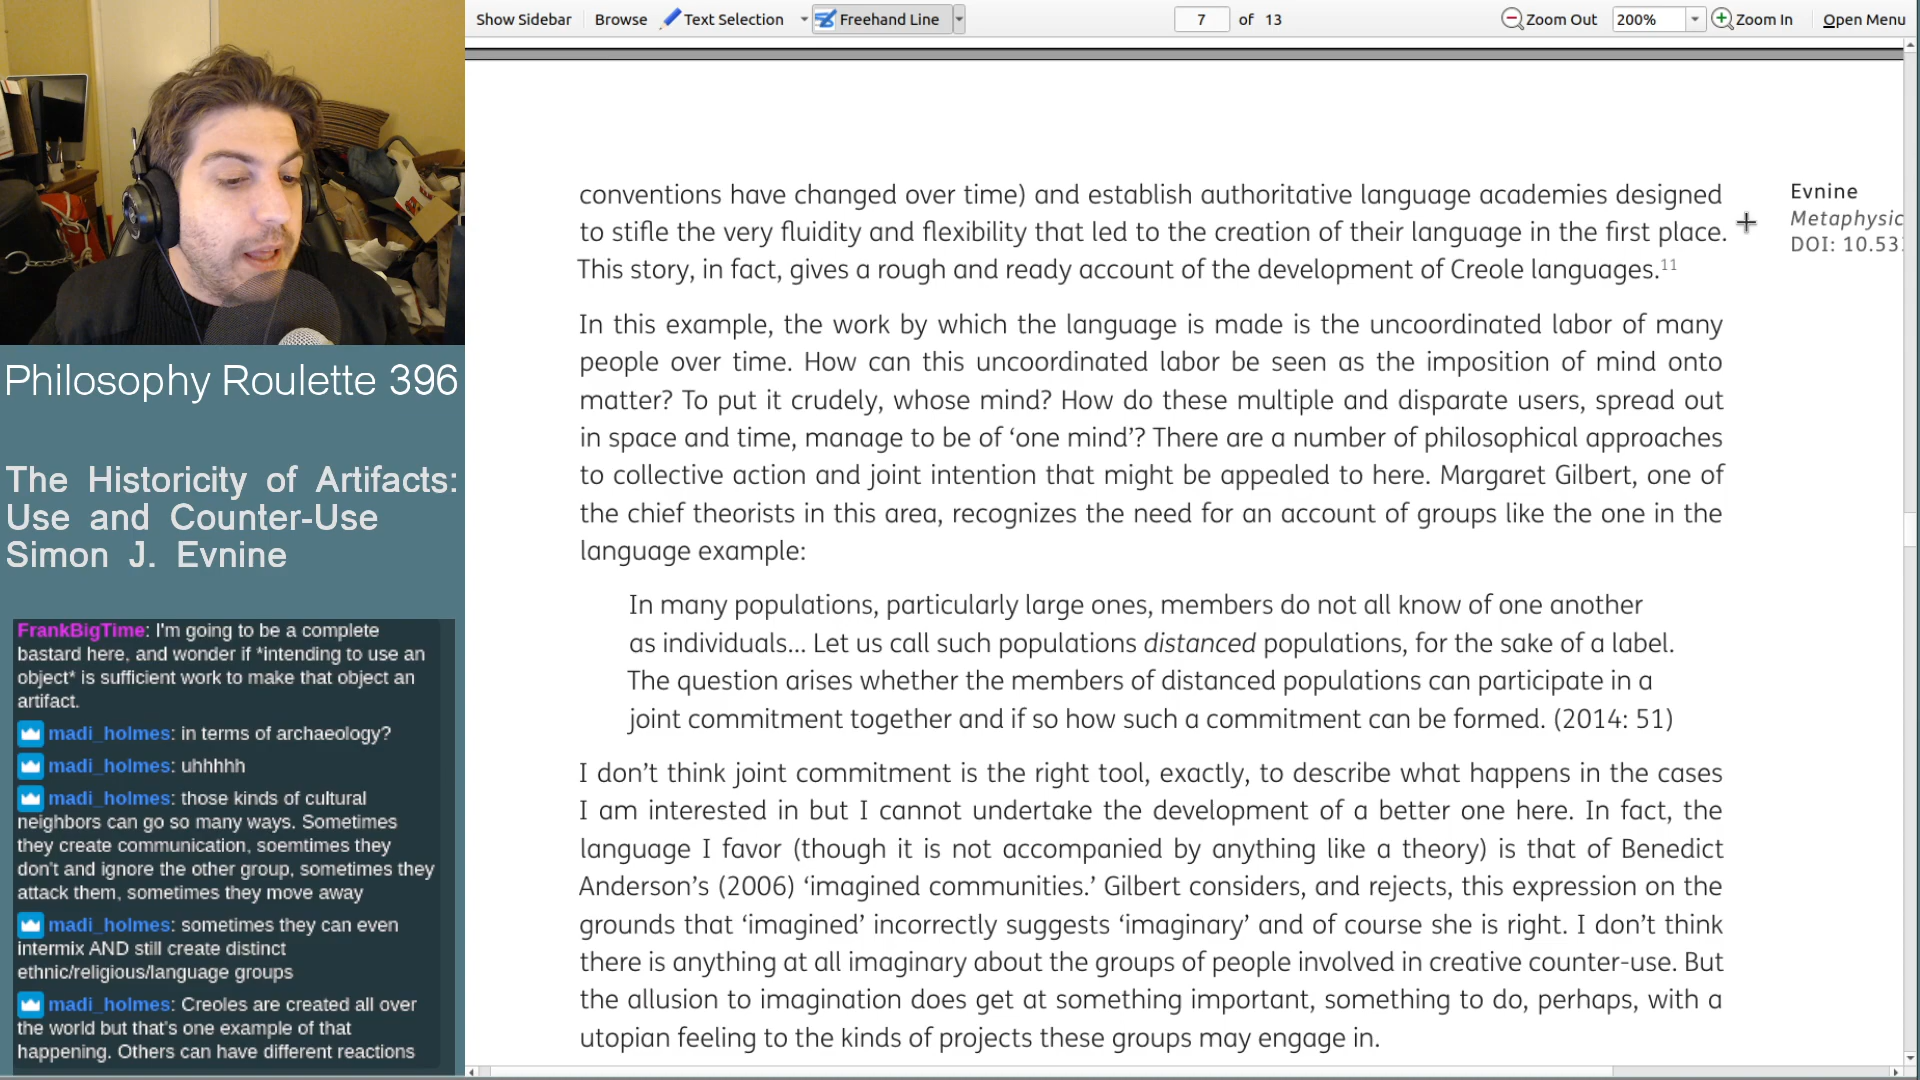 Show Sidebar Browse Text Selection Freehand Line 7 of 13 Zoom Out 200% Zoom In Open Menu
conventions have changed over time) and establish authoritative language academies designed
to stifle the very fluidity and flexibility that led to the creation of their language in the first place.
This story, in fact, gives a rough and ready account of the development of Creole languages.11
Evnine
Metaphysic
DOI: 10.53
In this example, the work by which the language is made is the uncoordinated labor of many
people over time. How can this uncoordinated labor be seen as the imposition of mind onto
matter? To put it crudely, whose mind? How do these multiple and disparate users, spread out
in space and time, manage to be of ‘one mind’? There are a number of philosophical approaches
to collective action and joint intention that might be appealed to here. Margaret Gilbert, one of
the chief theorists in this area, recognizes the need for an account of groups like the one in the
language example:
In many populations, particularly large ones, members do not all know of one another
as individuals... Let us call such populations distanced populations, for the sake of a label.
The question arises whether the members of distanced populations can participate in a
joint commitment together and if so how such a commitment can be formed. (2014: 51)
I don’t think joint commitment is the right tool, exactly, to describe what happens in the cases
I am interested in but I cannot undertake the development of a better one here. In fact, the
language I favor (though it is not accompanied by anything like a theory) is that of Benedict
Anderson’s (2006) ‘imagined communities.’ Gilbert considers, and rejects, this expression on the
grounds that ‘imagined’ incorrectly suggests ‘imaginary’ and of course she is right. I don’t think
there is anything at all imaginary about the groups of people involved in creative counter-use. But
the allusion to imagination does get at something important, something to do, perhaps, with a
utopian feeling to the kinds of projects these groups may engage in.
Philosophy Roulette 396
The Historicity of Artifacts:
Use and Counter-Use
Simon J. Evnine
FrankBigTime: I'm going to be a complete
bastard here, and wonder if *intending to use an
object* is sufficient work to make that object an
artifact.
madi_holmes: in terms of archaeology?
madi_holmes: uhhhhh
madi_holmes: those kinds of cultural
neighbors can go so many ways. Sometimes
they create communication, soemtimes they
don't and ignore the other group, sometimes they
attack them, sometimes they move away
madi_holmes: sometimes they can even
intermix AND still create distinct
ethnic/religious/language groups
madi_holmes: Creoles are created all over
the world but that's one example of that
happening. Others can have different reactions